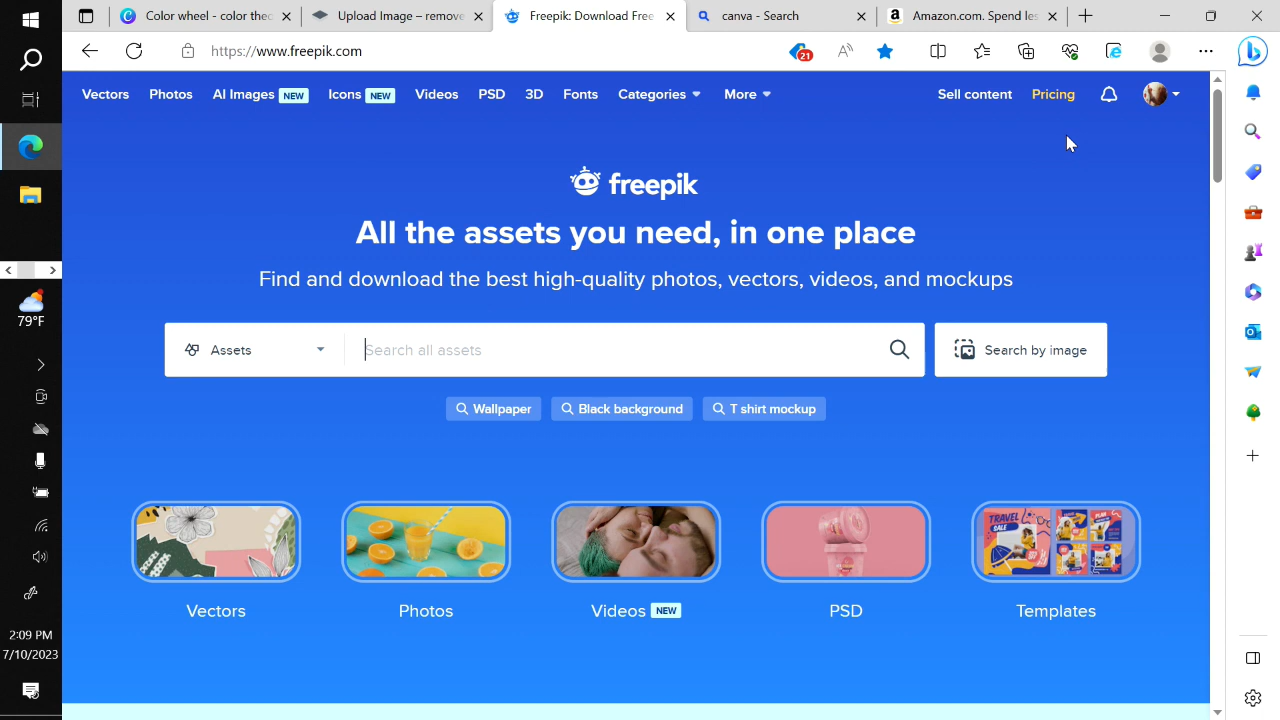 Color wheel - color theo
Upload Image – remove
Freepik: Download Free
canva - Search
Amazon.com. Spend les
https://www.freepik.com
21
Vectors Photos AI Images NEW Icons NEW Videos PSD 3D Fonts Categories More Sell content Pricing
freepik
All the assets you need, in one place
Find and download the best high-quality photos, vectors, videos, and mockups
Assets Search all assets Search by image
Wallpaper Black background T shirt mockup
TRAVEL
SALE
Vectors Photos Videos NEW PSD Templates
79°F
2:09 PM
7/10/2023